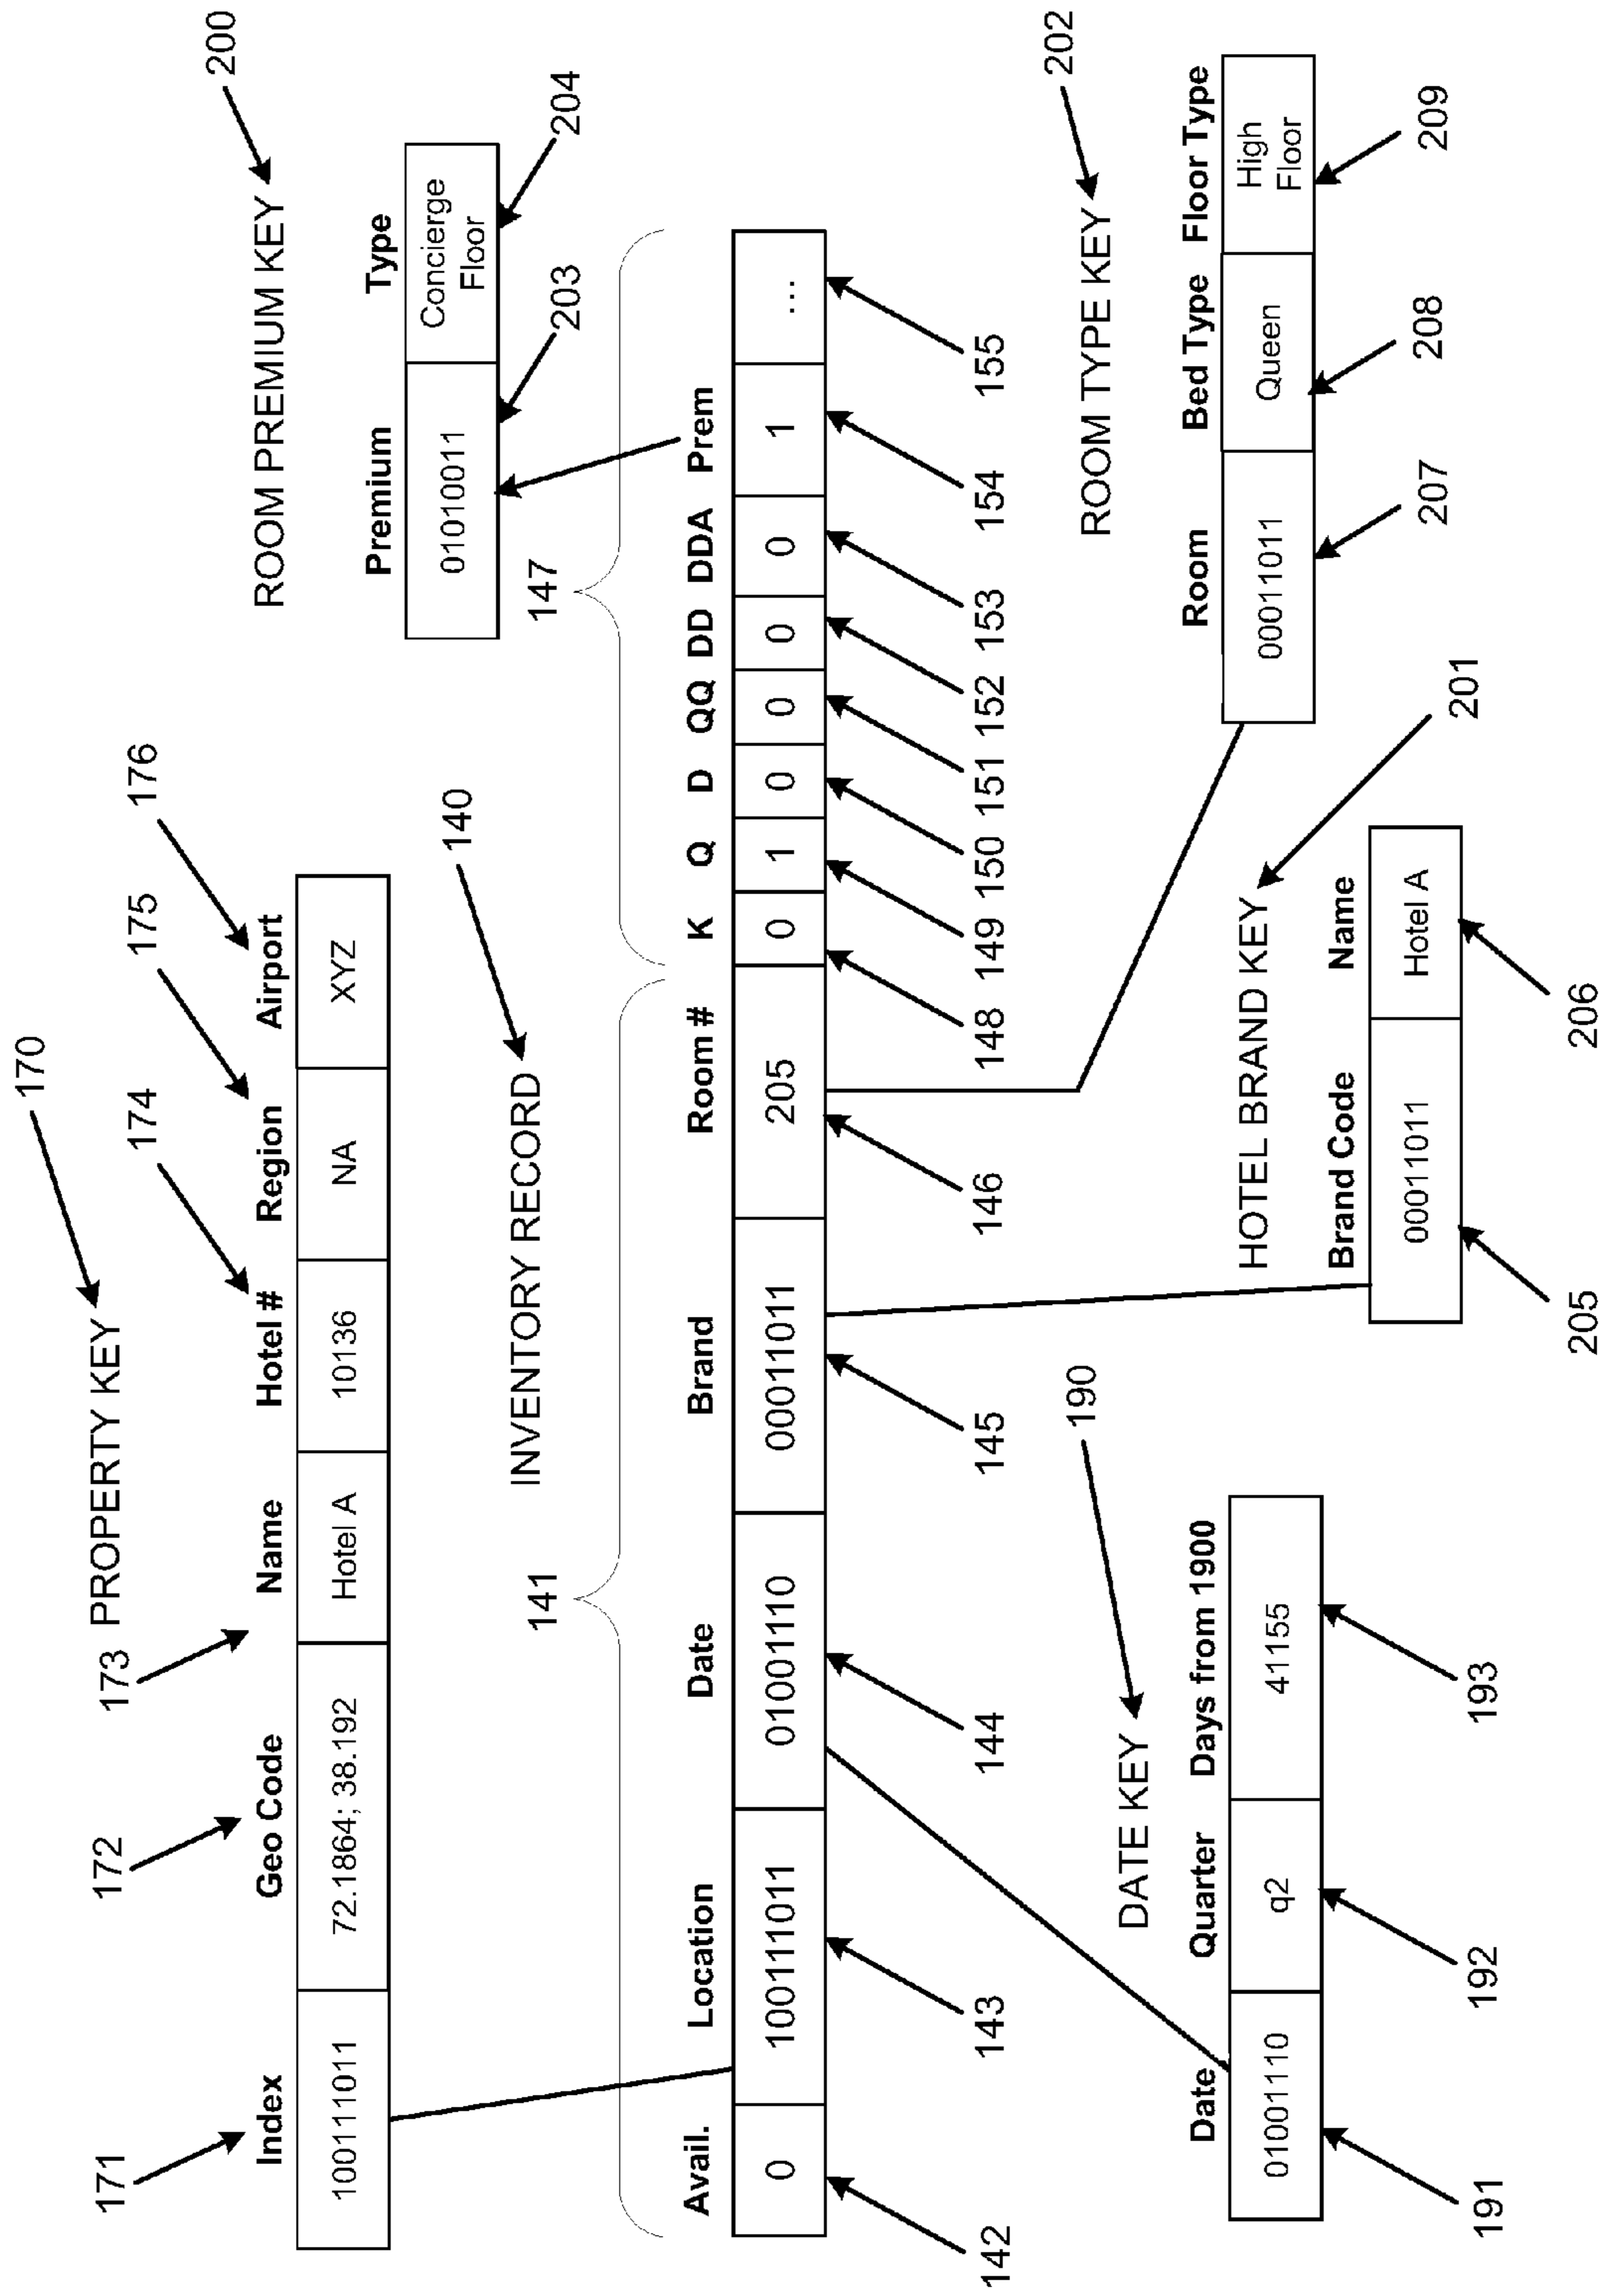 170
PROPERTY KEY
171 172 173 174 175 176
Index Geo Code Name Hotel # Region Airport
100111011 72.1864; 38.192 Hotel A 10136 NA XYZ
200
ROOM PREMIUM KEY
Premium Type
01010011 Concierge
Floor
203 204
140
INVENTORY RECORD
141 147
Avail. Location Date Brand Room # K Q D QQ DD DDA Prem
0 100111011 01001110 00011011 205 0 1 0 0 0 0 1 ...
142 143 144 145 146 148 149 150 151 152 153 154 155
190
DATE KEY
Date Quarter Days from 1900
01001110 q2 41155
191 192 193
201
HOTEL BRAND KEY
Brand Code Name
00011011 Hotel A
205 206
202
ROOM TYPE KEY
Room Bed Type Floor Type
00011011 Queen High
Floor
207 208 209